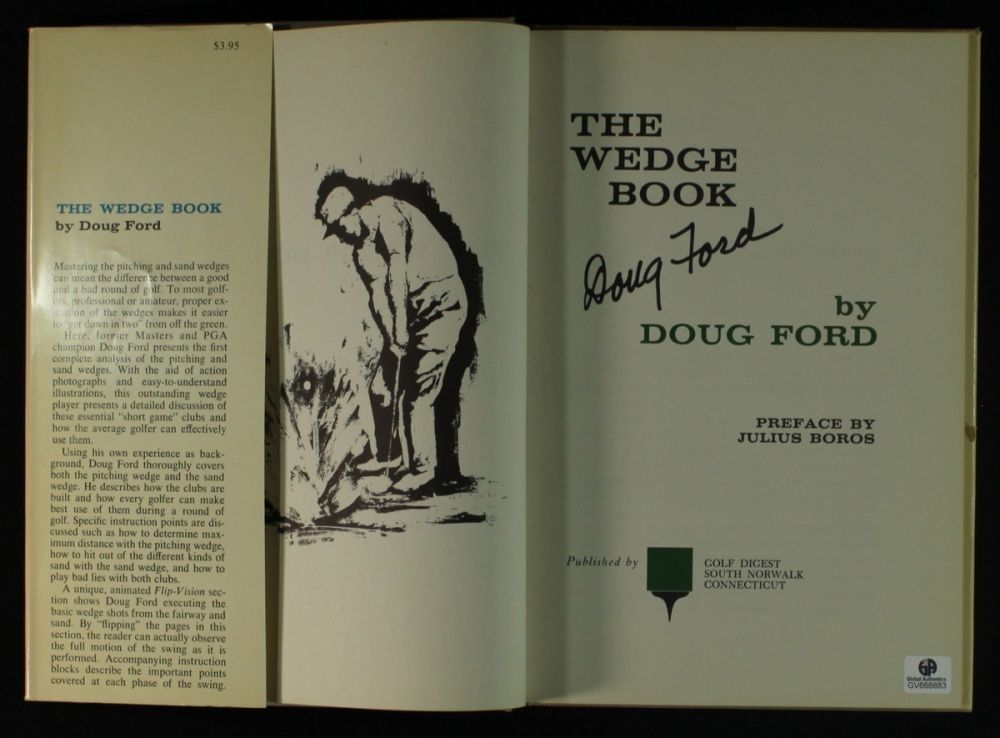 $3.95
THE WEDGE BOOK
by Doug Ford
Mastering the pitching and sand wedges
can mean the difference between a good
and a bad round of golf. To most golf-
ers, professional or amateur, proper ex-
ecution of the wedges makes it easier
to "get down in two" from off the green.
Here, former Masters and PGA
champion Doug Ford presents the first
complete analysis of the pitching and
sand wedges. With the aid of action
photographs and easy-to-understand
illustrations, this outstanding wedge
player presents a detailed discussion of
these essential "short game" clubs and
how the average golfer can effectively
use them.
Using his own experience as back-
ground, Doug Ford thoroughly covers
both the pitching wedge and the sand
wedge. He describes how the clubs are
built and how every golfer can make
best use of them during a round of
golf. Specific instruction points are dis-
cussed such as how to determine max-
imum distance with the pitching wedge,
how to hit out of the different kinds of
sand with the sand wedge, and how to
play bad lies with both clubs.
A unique, animated Flip-Vision sec-
tion shows Doug Ford executing the
basic wedge shots from the fairway and
sand. By "flipping" the pages in this
section, the reader can actually observe
the full motion of the swing as it is
performed. Accompanying instruction
blocks describe the important points
covered at each phase of the swing.
THE
WEDGE
BOOK
Doug Ford
by
DOUG FORD
PREFACE BY
JULIUS BOROS
Published by
GOLF DIGEST
SOUTH NORWALK
CONNECTICUT
GA
Global Authentics
GV668883